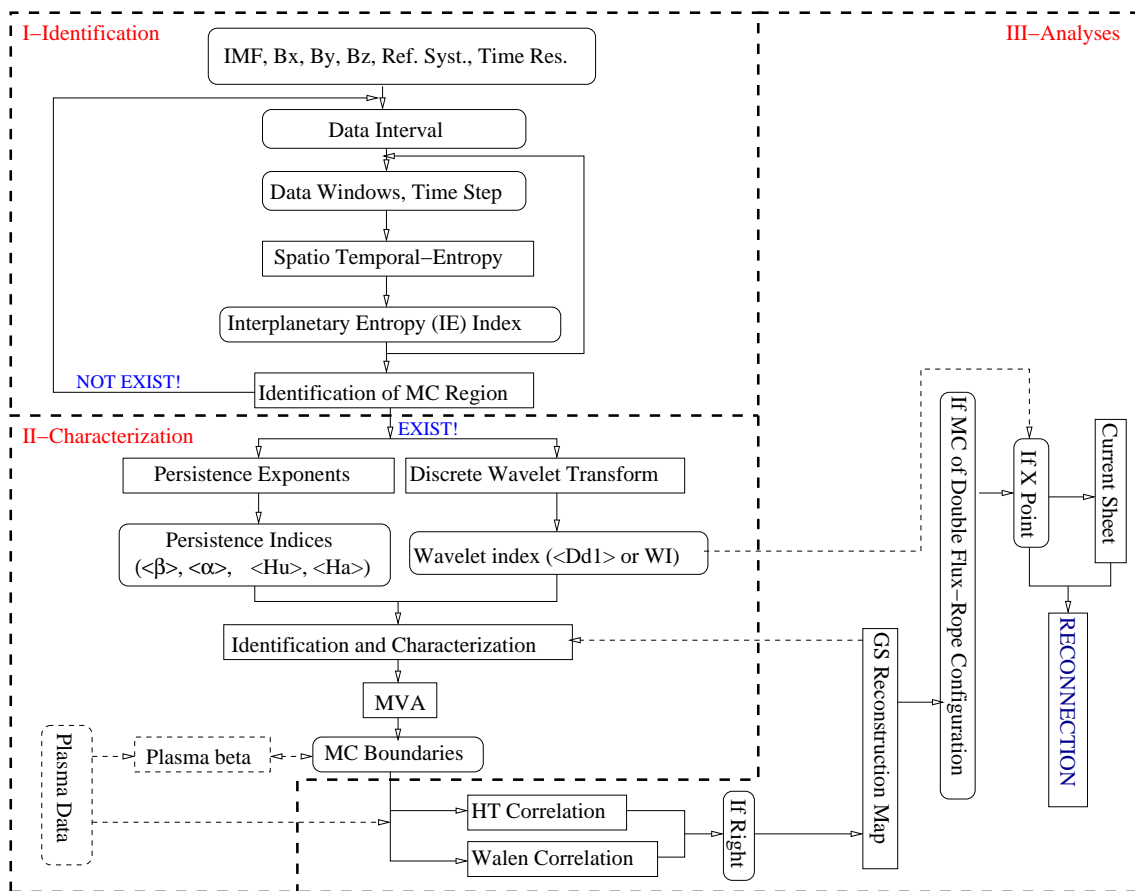 I–Identification
III–Analyses
IMF, Bx, By, Bz, Ref. Syst., Time Res.
Data Interval
Data Windows, Time Step
Spatio Temporal–Entropy
Interplanetary Entropy (IE) Index
NOT EXIST!
Identification of MC Region
II–Characterization
EXIST!
Persistence Exponents
Discrete Wavelet Transform
Persistence Indices
(<β>, <α>, <Hu>, <Ha>)
Wavelet index (<Dd1> or WI)
Identification and Characterization
MVA
Plasma Data
Plasma beta
MC Boundaries
HT Correlation
Walen Correlation
If Right
GS Reconstruction Map
If MC of Double Flux–Rope Configuration
If X Point
Current Sheet
RECONNECTION